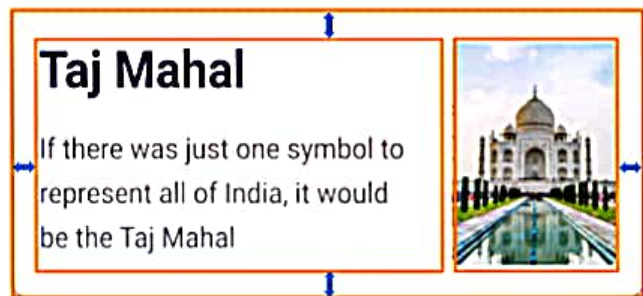 Taj Mahal
If there was just one symbol to
represent all of India, it would
be the Taj Mahal